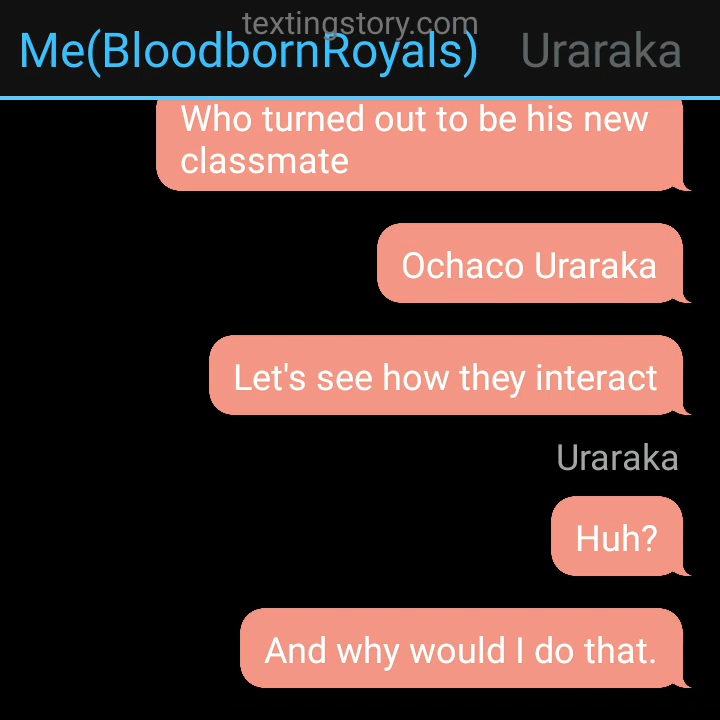 textingstory.com
Me(BloodbornRoyals) Uraraka
Who turned out to be his new
classmate
Ochaco Uraraka
Let's see how they interact
Uraraka
Huh?
And why would I do that.